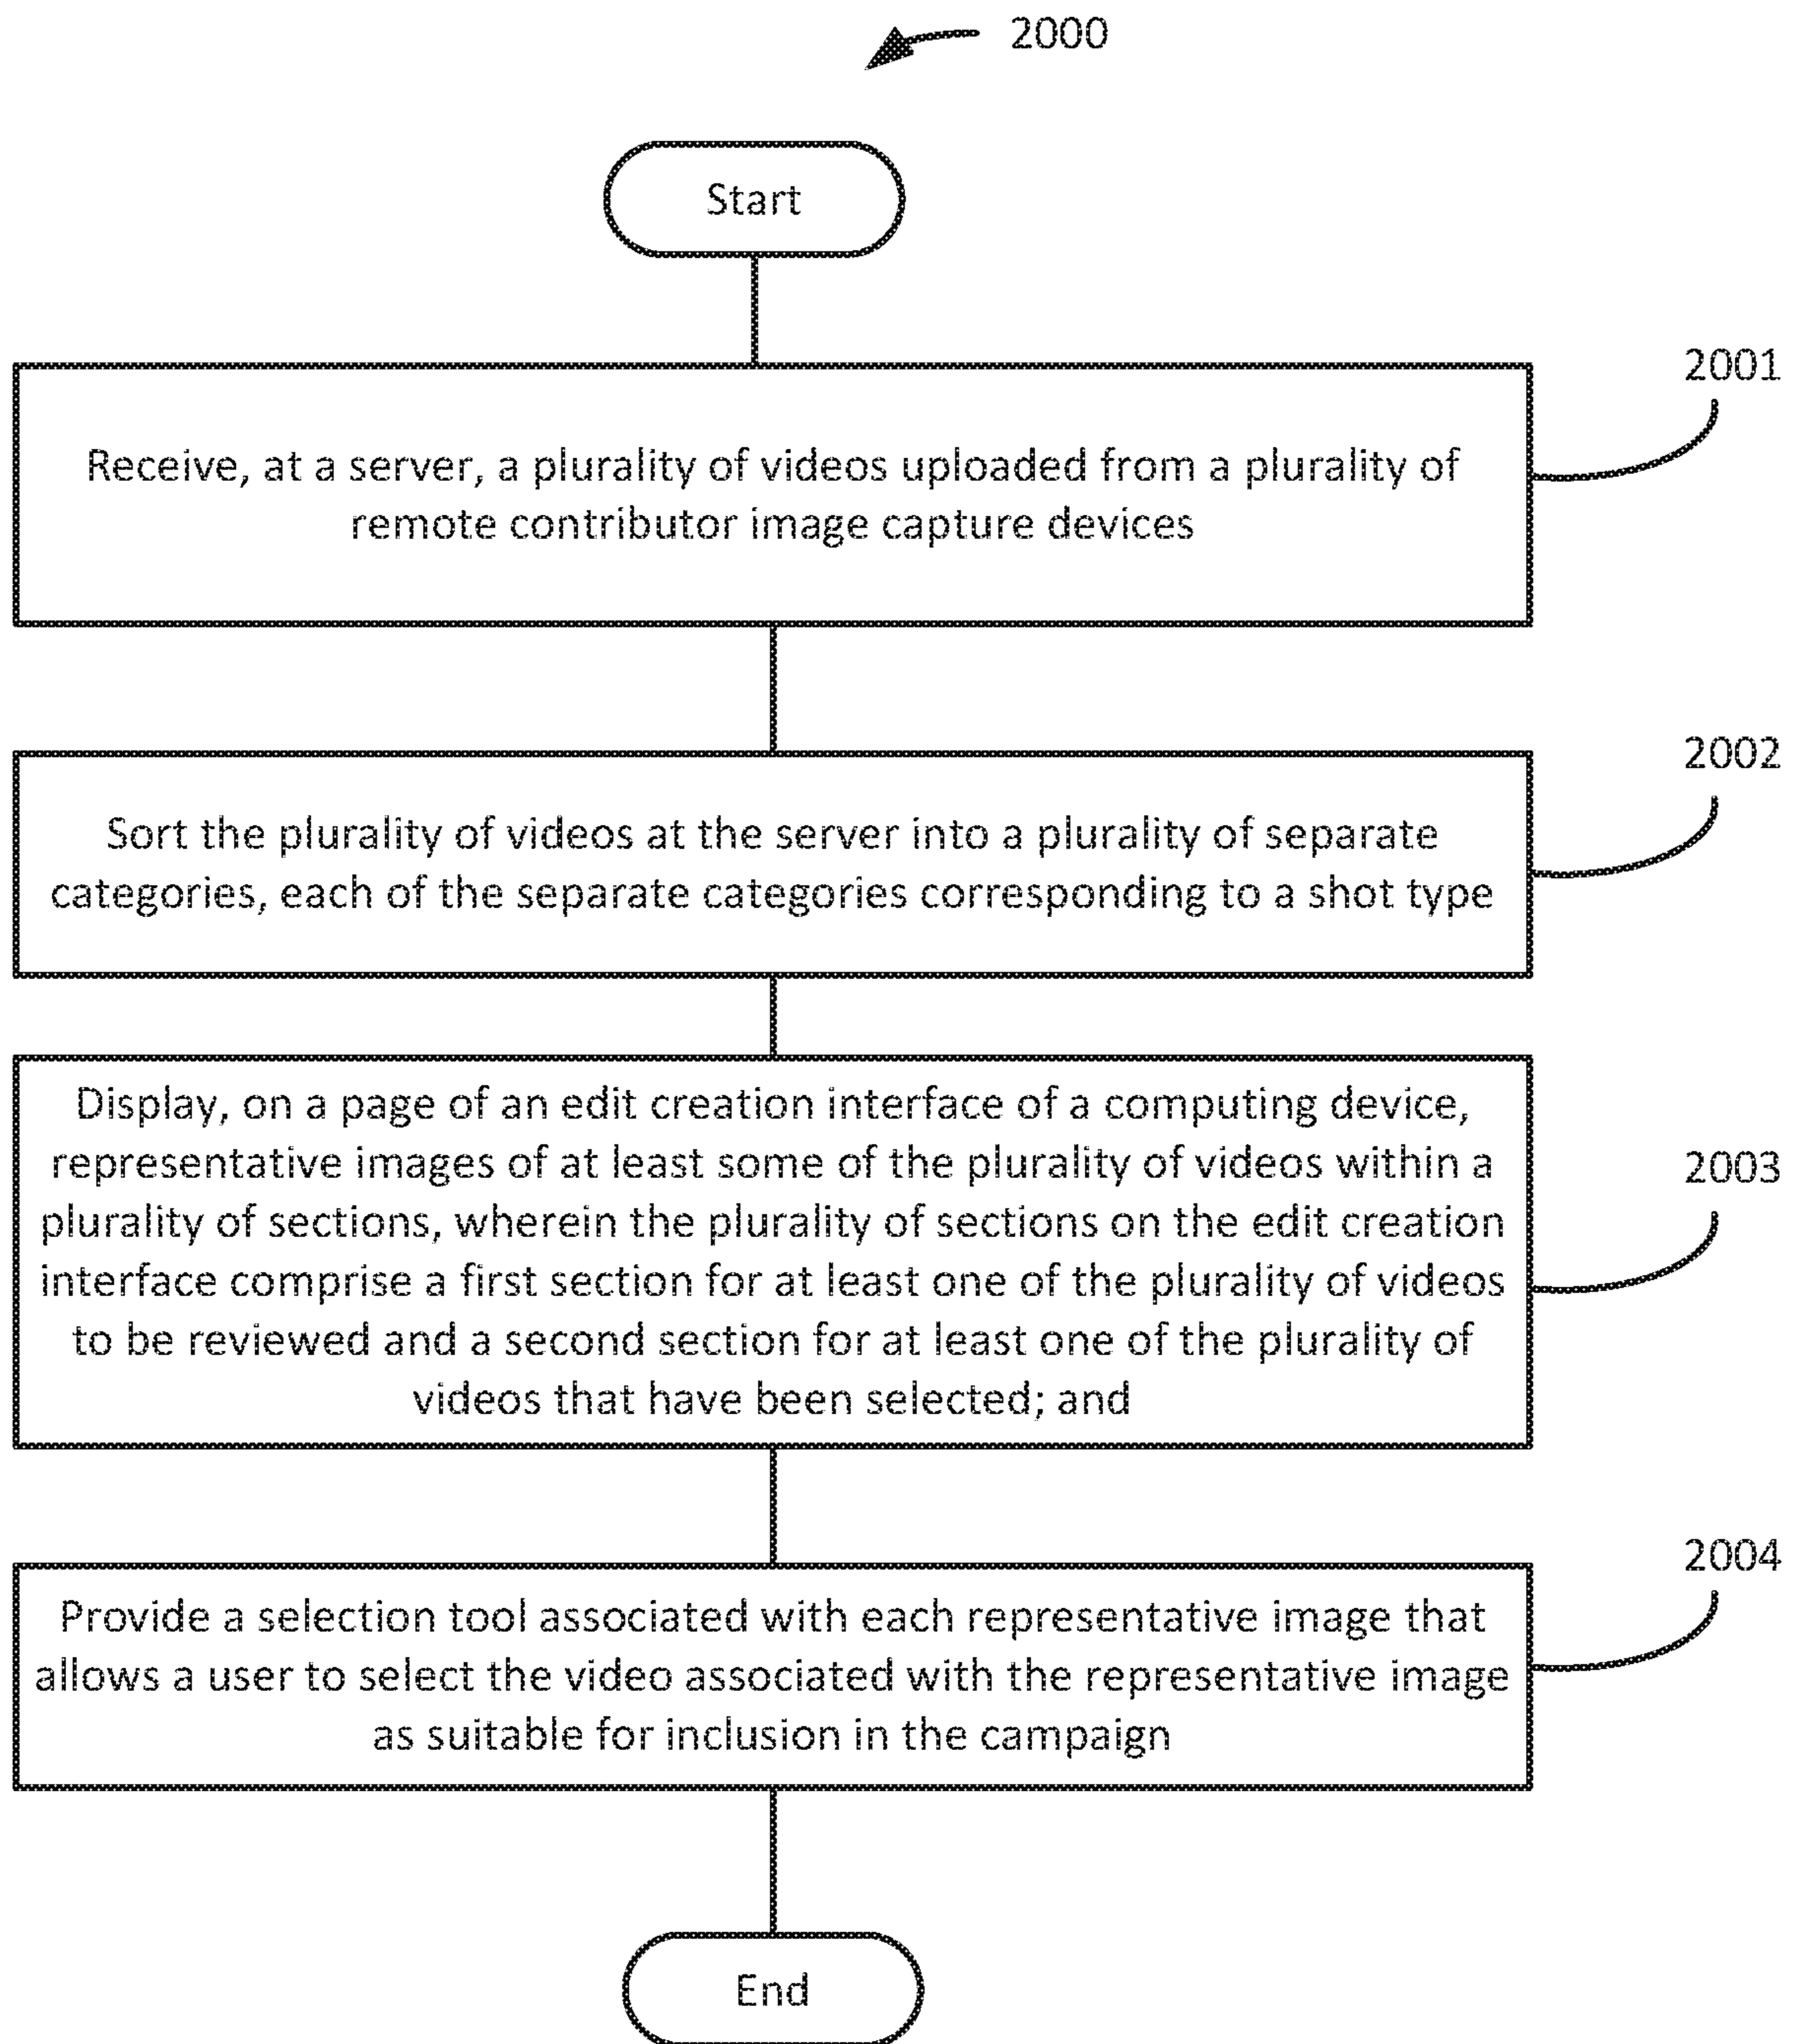 2000
Start
2001
Receive, at a server, a plurality of videos uploaded from a plurality of
remote contributor image capture devices
2002
Sort the plurality of videos at the server into a plurality of separate
categories, each of the separate categories corresponding to a shot type
Display, on a page of an edit creation interface of a computing device,
representative images of at least some of the plurality of videos within a
2003
plurality of sections, wherein the plurality of sections on the edit creation
interface comprise a first section for at least one of the plurality of videos
to be reviewed and a second section for at least one of the plurality of
videos that have been selected; and
2004
Provide a selection tool associated with each representative image that
allows a user to select the video associated with the representative image
as suitable for inclusion in the campaign
End